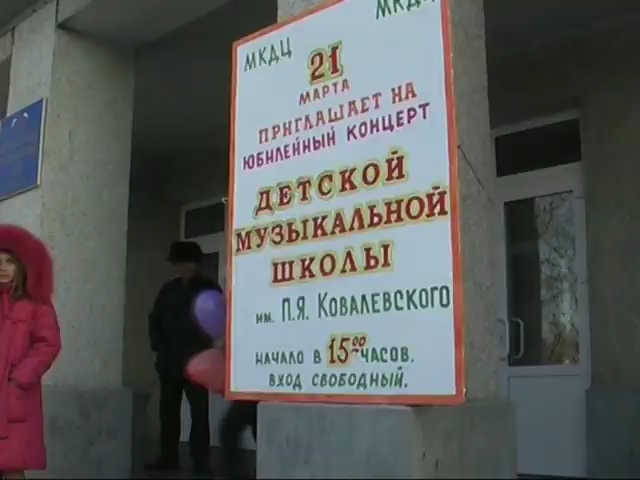 МКДЦ МКДЦ
21
МАРТА
ПРИГЛАШАЕТ НА
ЮБИЛЕЙНЫЙ КОНЦЕРТ
ДЕТСКОЙ
МУЗЫКАЛЬНОЙ
ШКОЛЫ
им. П.Я. КОВАЛЕВСКОГО
НАЧАЛО В 15⁰⁰ ЧАСОВ.
ВХОД СВОБОДНЫЙ.